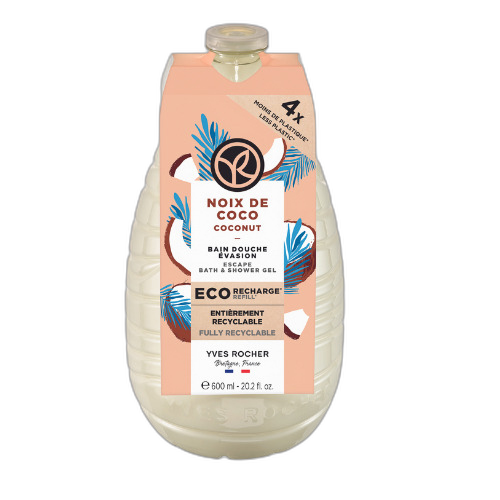 4x
MOINS DE PLASTIQUE*
LESS PLASTIC*
NOIX DE
COCO
COCONUT
BAIN DOUCHE
ÉVASION
ESCAPE
BATH & SHOWER GEL
ECO RECHARGE*
REFILL*
ENTIÈREMENT
RECYCLABLE
FULLY RECYCLABLE
YVES ROCHER
Bretagne, France
℮ 600 ml - 20.2 fl. oz.